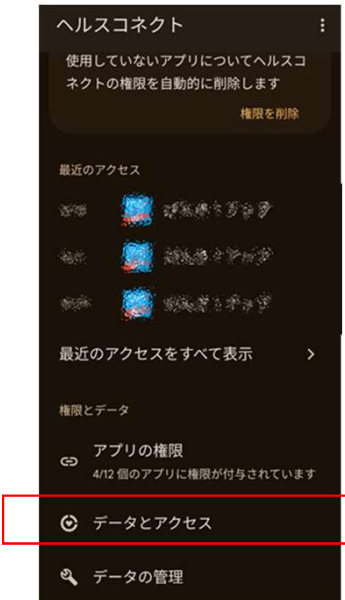 ヘルスコネクト
使用していないアプリについてヘルスコ
ネクトの権限を自動的に削除します
権限を削除
最近のアクセス
最近のアクセスをすべて表示
権限とデータ
アプリの権限
4/12 個のアプリに権限が付与されています
データとアクセス
データの管理